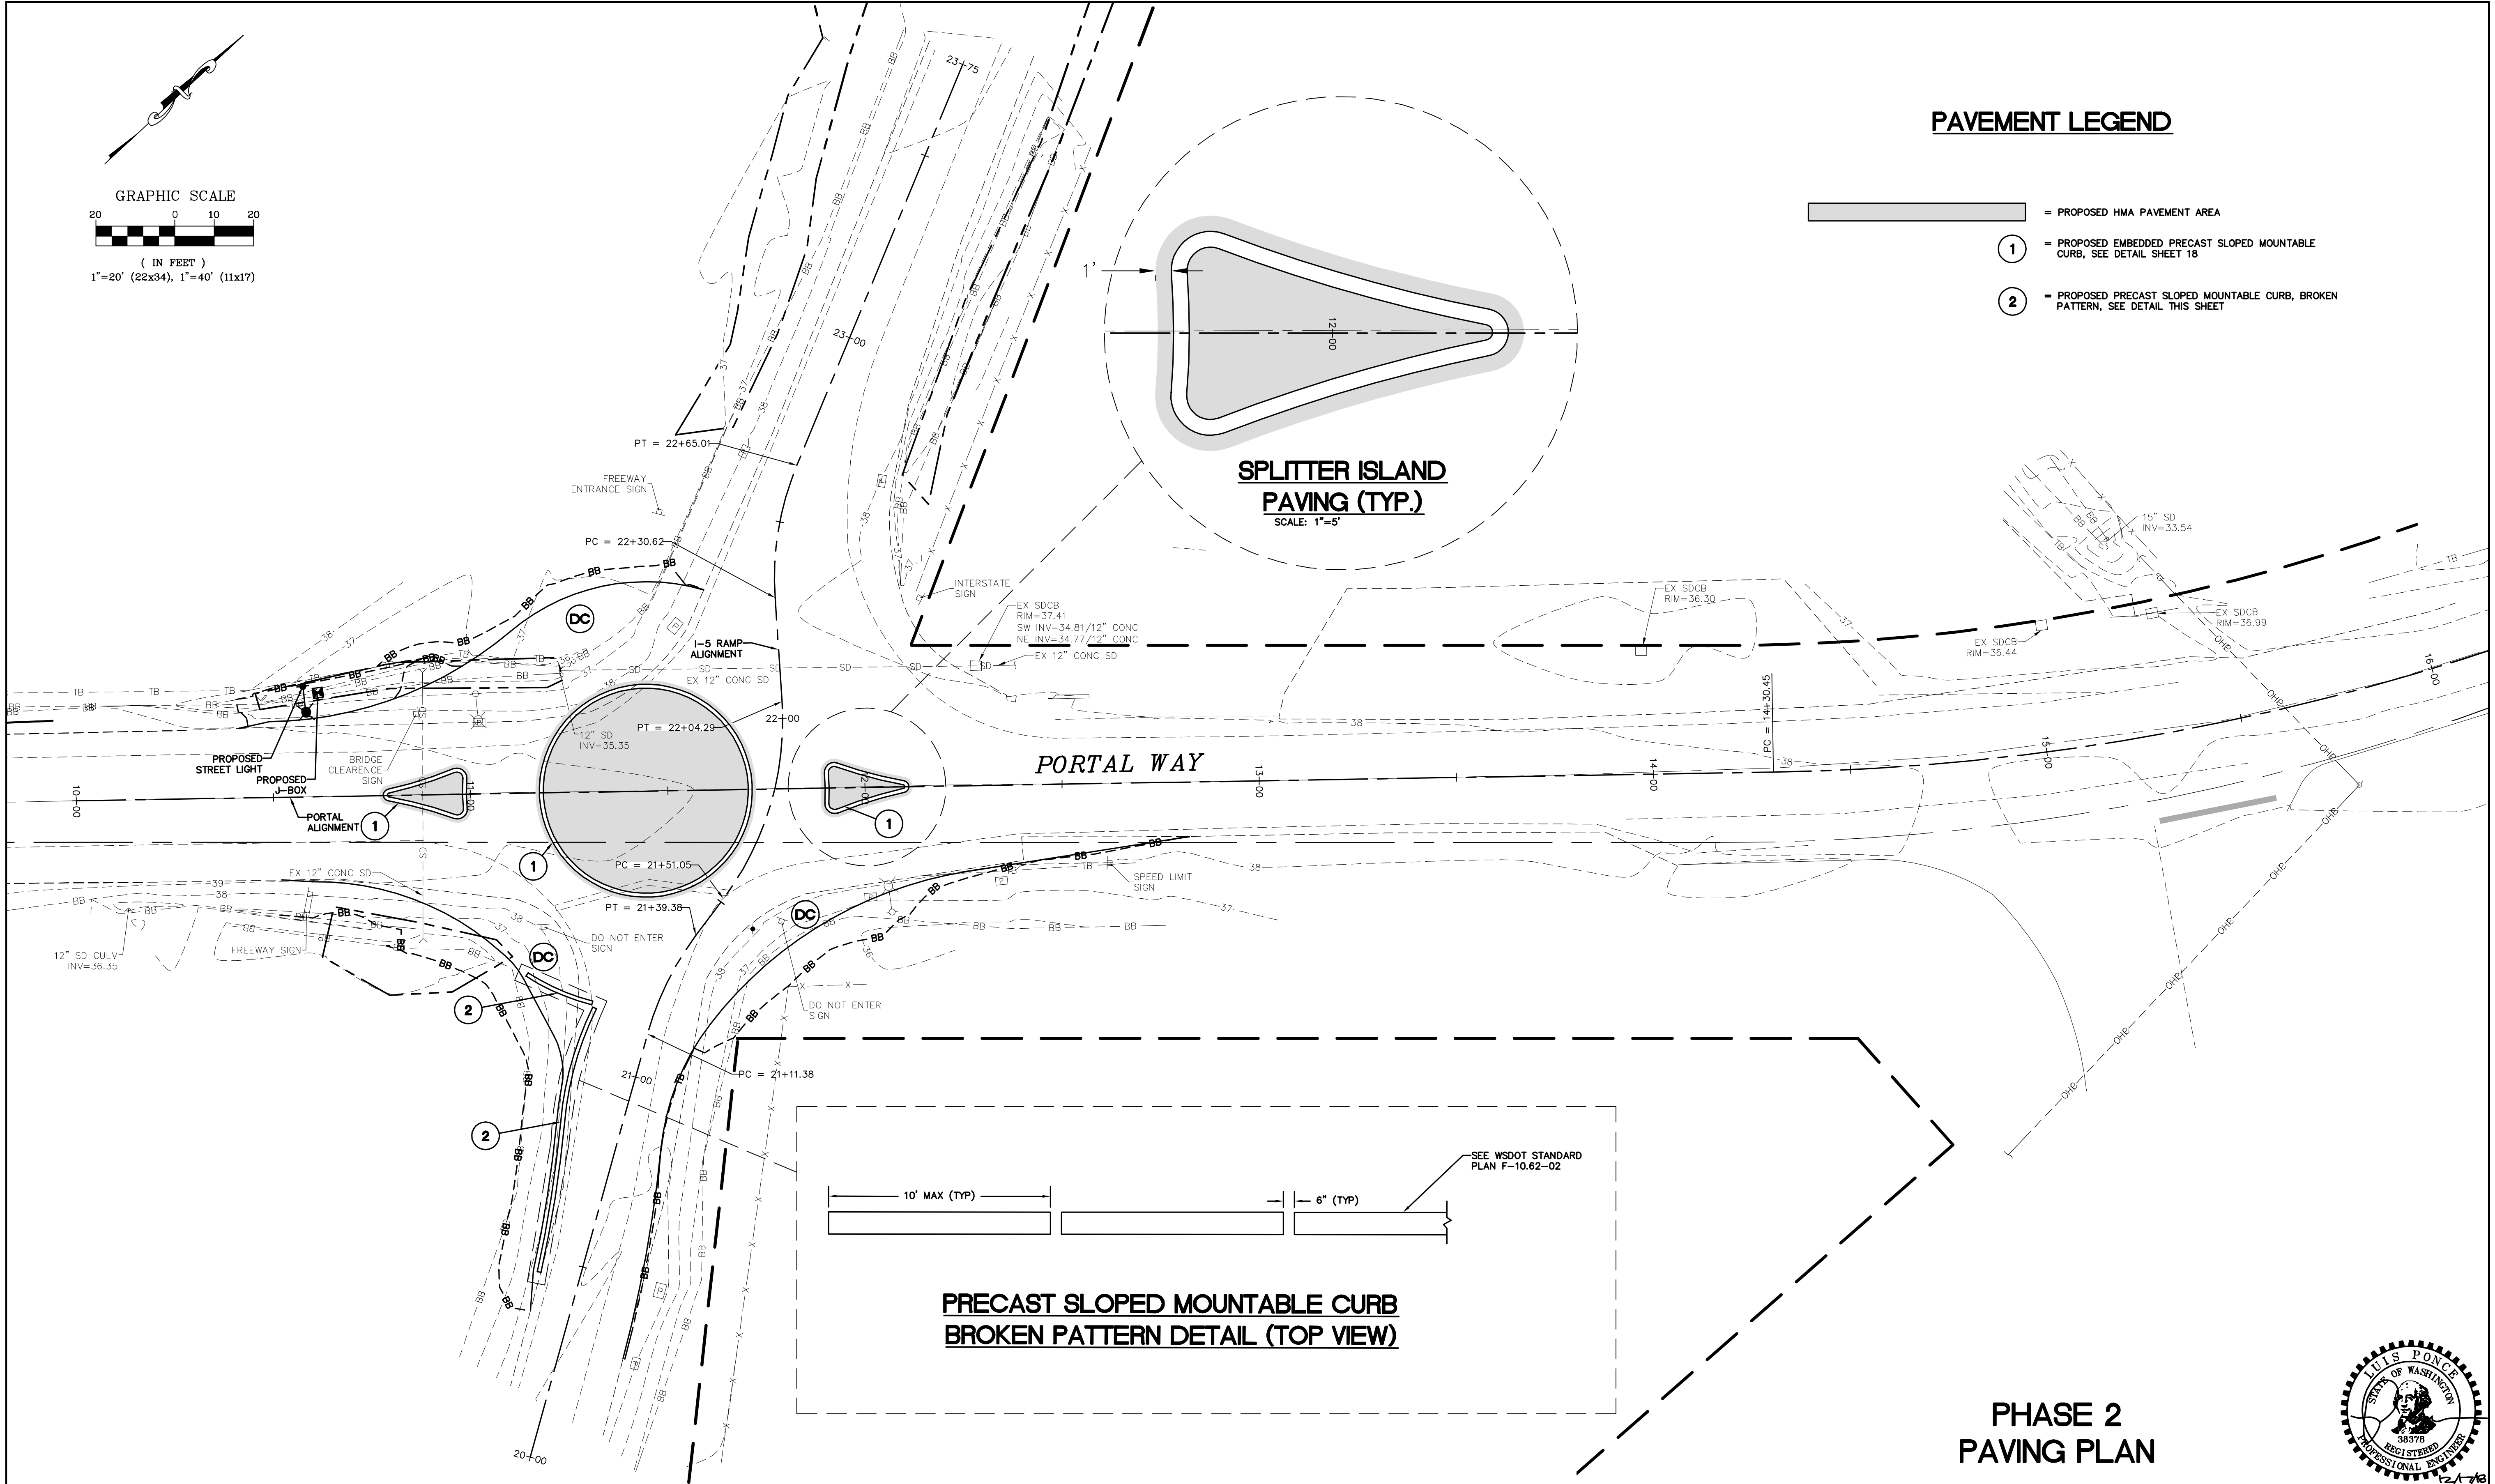 GRAPHIC SCALE
20 0 10 20
( IN FEET )
1"=20' (22x34), 1"=40' (11x17)
PAVEMENT LEGEND
= PROPOSED HMA PAVEMENT AREA
1 = PROPOSED EMBEDDED PRECAST SLOPED MOUNTABLE
CURB, SEE DETAIL SHEET 18
2 = PROPOSED PRECAST SLOPED MOUNTABLE CURB, BROKEN
PATTERN, SEE DETAIL THIS SHEET
1'
12+00
SPLITTER ISLAND
PAVING (TYP.)
SCALE: 1"=5'
23+75
23+00
PT = 22+65.01
FREEWAY
ENTRANCE SIGN
PC = 22+30.62
INTERSTATE
SIGN
EX SDCB
RIM=37.41
SW INV=34.81/12" CONC
NE INV=34.77/12" CONC
EX 12" CONC SD
EX SDCB
RIM=36.30
15" SD
INV=33.54
EX SDCB
RIM=36.99
EX SDCB
RIM=36.44
I-5 RAMP
ALIGNMENT
EX 12" CONC SD
DC
PT = 22+04.29
22+00
12" SD
INV=35.35
PROPOSED
STREET LIGHT
PROPOSED
J-BOX
BRIDGE
CLEARENCE
SIGN
PORTAL
ALIGNMENT
1
10+00
11+00
12+00
1
PORTAL WAY
13+00
14+00
PC = 14+30.45
15+00
16+00
1
PC = 21+51.05
PT = 21+39.38
EX 12" CONC SD
FREEWAY SIGN
12" SD CULV
INV=36.35
DO NOT ENTER
SIGN
DC
DC
SPEED LIMIT
SIGN
DO NOT ENTER
SIGN
2
2
21+00
PC = 21+11.38
20+00
10' MAX (TYP)
6" (TYP)
SEE WSDOT STANDARD
PLAN F-10.62-02
PRECAST SLOPED MOUNTABLE CURB
BROKEN PATTERN DETAIL (TOP VIEW)
PHASE 2
PAVING PLAN
LUIS PONCE
STATE OF WASHINGTON
38378
REGISTERED
PROFESSIONAL ENGINEER